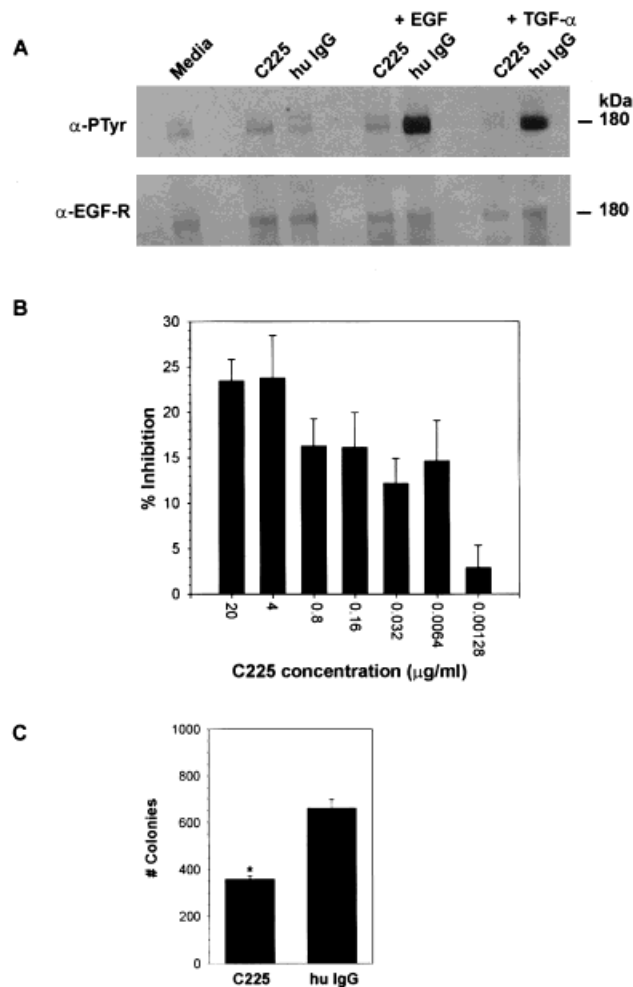 A
+ EGF
+ TGF-α
Media
C225
hu IgG
C225
hu IgG
C225
hu IgG
kDa
α-PTyr
180
α-EGF-R
180
B
30
25
20
15
10
5
0
% Inhibition
20
4
0.8
0.16
0.032
0.0064
0.00128
C225 concentration (μg/ml)
C
1000
800
600
400
200
0
# Colonies
*
C225
hu IgG